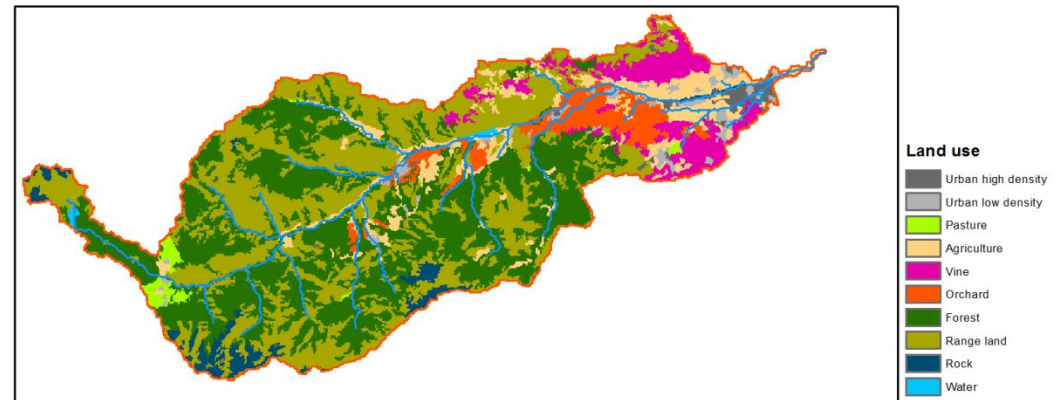 Land use
Urban high density
Urban low density
Pasture
Agriculture
Vine
Orchard
Forest
Range land
Rock
Water